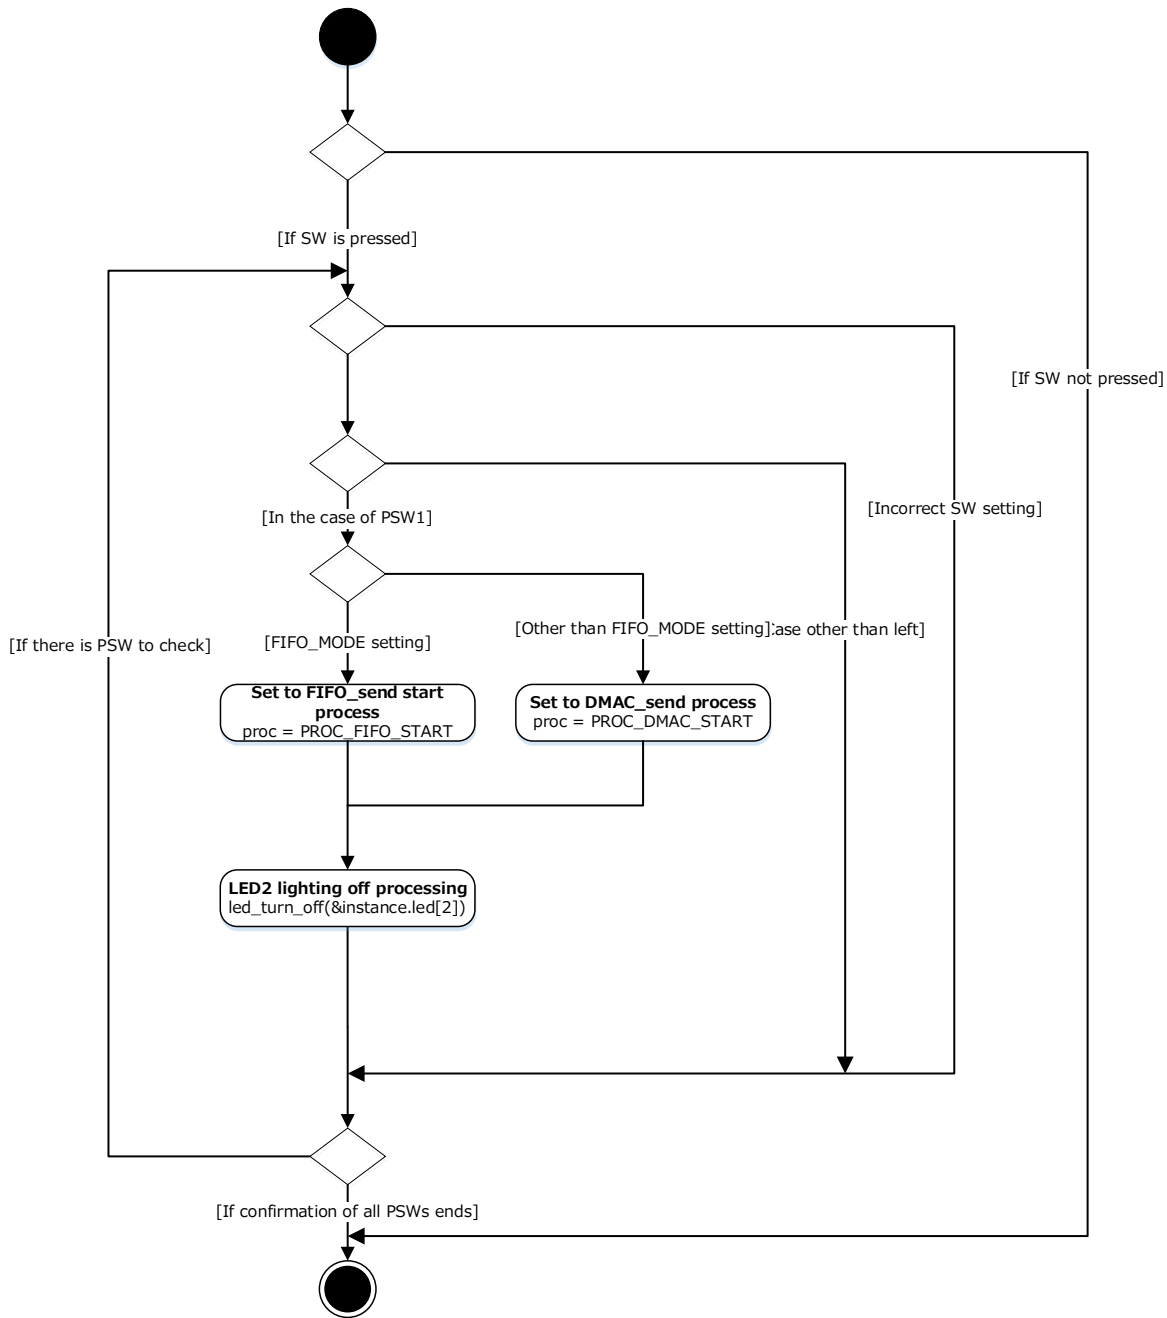 [If SW is pressed]
[If SW not pressed]
[Incorrect SW setting]
[In the case of PSW1]
[Other than FIFO_MODE setting]
other than left]
[If there is PSW to check]
[FIFO_MODE setting]
Set to FIFO_send start
process
proc = PROC_FIFO_START
Set to DMAC_send process
proc = PROC_DMAC_START
LED2 lighting off processing
led_turn_off(&instance.led[2])
[If confirmation of all PSWs ends]